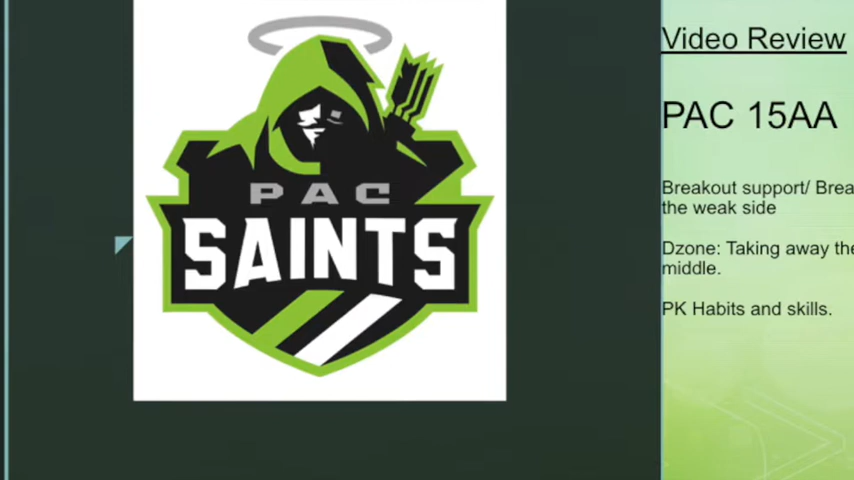 PAC
SAINTS
Video Review
PAC 15AA
Breakout support/ Brea
the weak side
Dzone: Taking away the
middle.
PK Habits and skills.